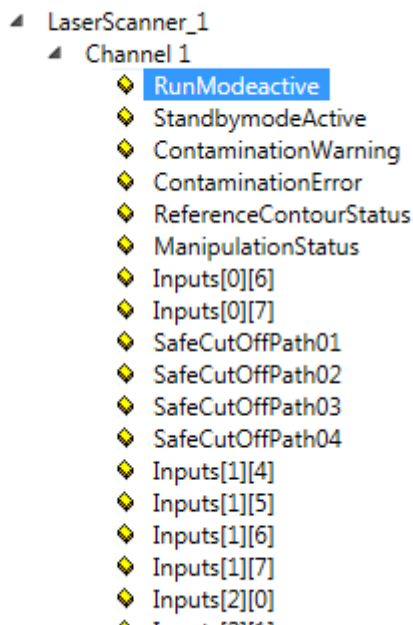 LaserScanner_1
Channel 1
RunModeactive
StandbymodeActive
ContaminationWarning
ContaminationError
ReferenceContourStatus
ManipulationStatus
Inputs[0][6]
Inputs[0][7]
SafeCutOffPath01
SafeCutOffPath02
SafeCutOffPath03
SafeCutOffPath04
Inputs[1][4]
Inputs[1][5]
Inputs[1][6]
Inputs[1][7]
Inputs[2][0]